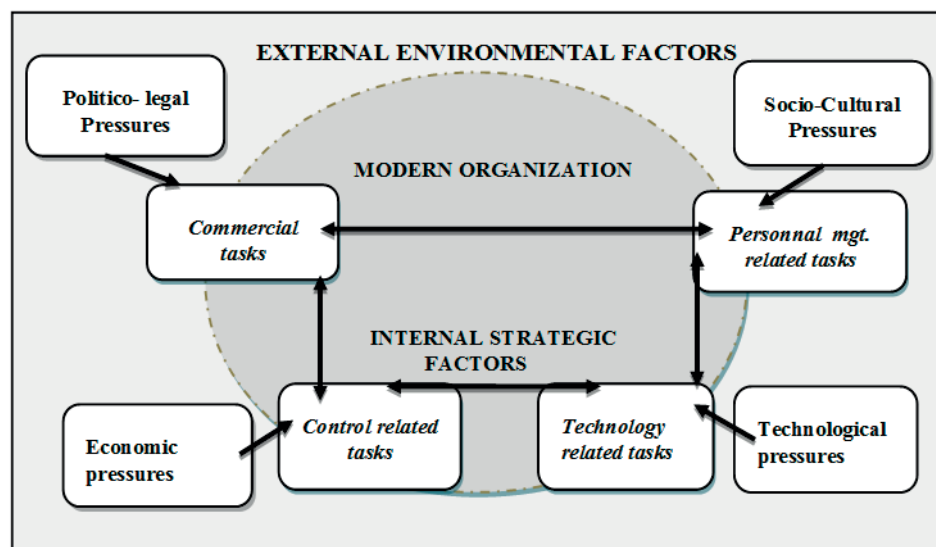 EXTERNAL ENVIRONMENTAL FACTORS
Politico- legal
Pressures
Socio-Cultural
Pressures
MODERN ORGANIZATION
Commercial
tasks
Personnal mgt.
related tasks
INTERNAL STRATEGIC
FACTORS
Control related
tasks
Technology
related tasks
Economic
pressures
Technological
pressures